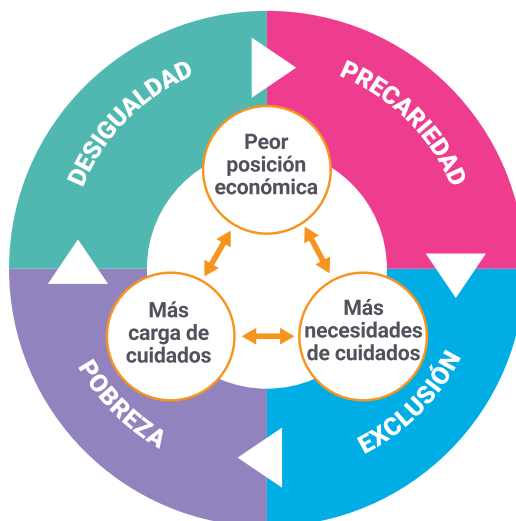 DESIGUALDAD
PRECARIEDAD
Peor
posición
económica
Más
carga de
cuidados
Más
necesidades
de cuidados
POBREZA
EXCLUSIÓN